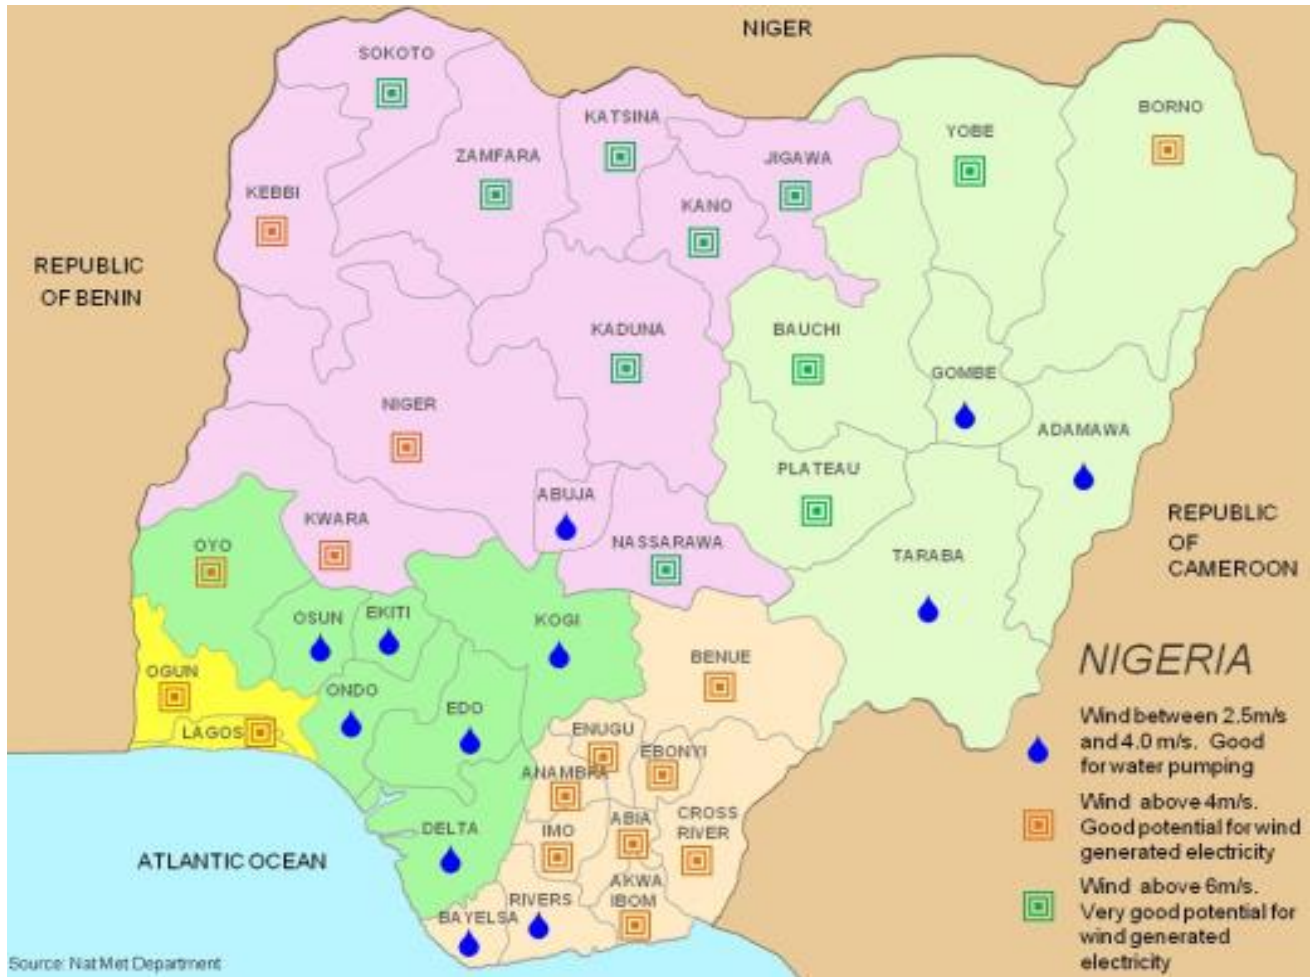 NIGER
SOKOTO
BORNO
KATSINA
YOBE
ZAMFARA
JIGAWA
KEBBI
KANO
REPUBLIC
OF BENIN
KADUNA
BAUCHI
GOMBE
NIGER
ADAMAWA
PLATEAU
ABUJA
KWARA
REPUBLIC
OF
CAMEROON
OYO
NASSARAWA
TARABA
OSUN
EKITI
KOGI
BENUE
OGUN
ONDO
EDO
LAGOS
ENUGU
EBONYI
ANAMBRA
IMO
ABIA
CROSS
RIVER
DELTA
ATLANTIC OCEAN
AKWA
IBOM
RIVERS
BAYELSA
NIGERIA
Wind between 2.5m/s
and 4.0 m/s. Good
for water pumping
Wind above 4m/s.
Good potential for wind
generated electricity
Wind above 6m/s.
Very good potential for
wind generated
electricity
Source: Nat Met Department